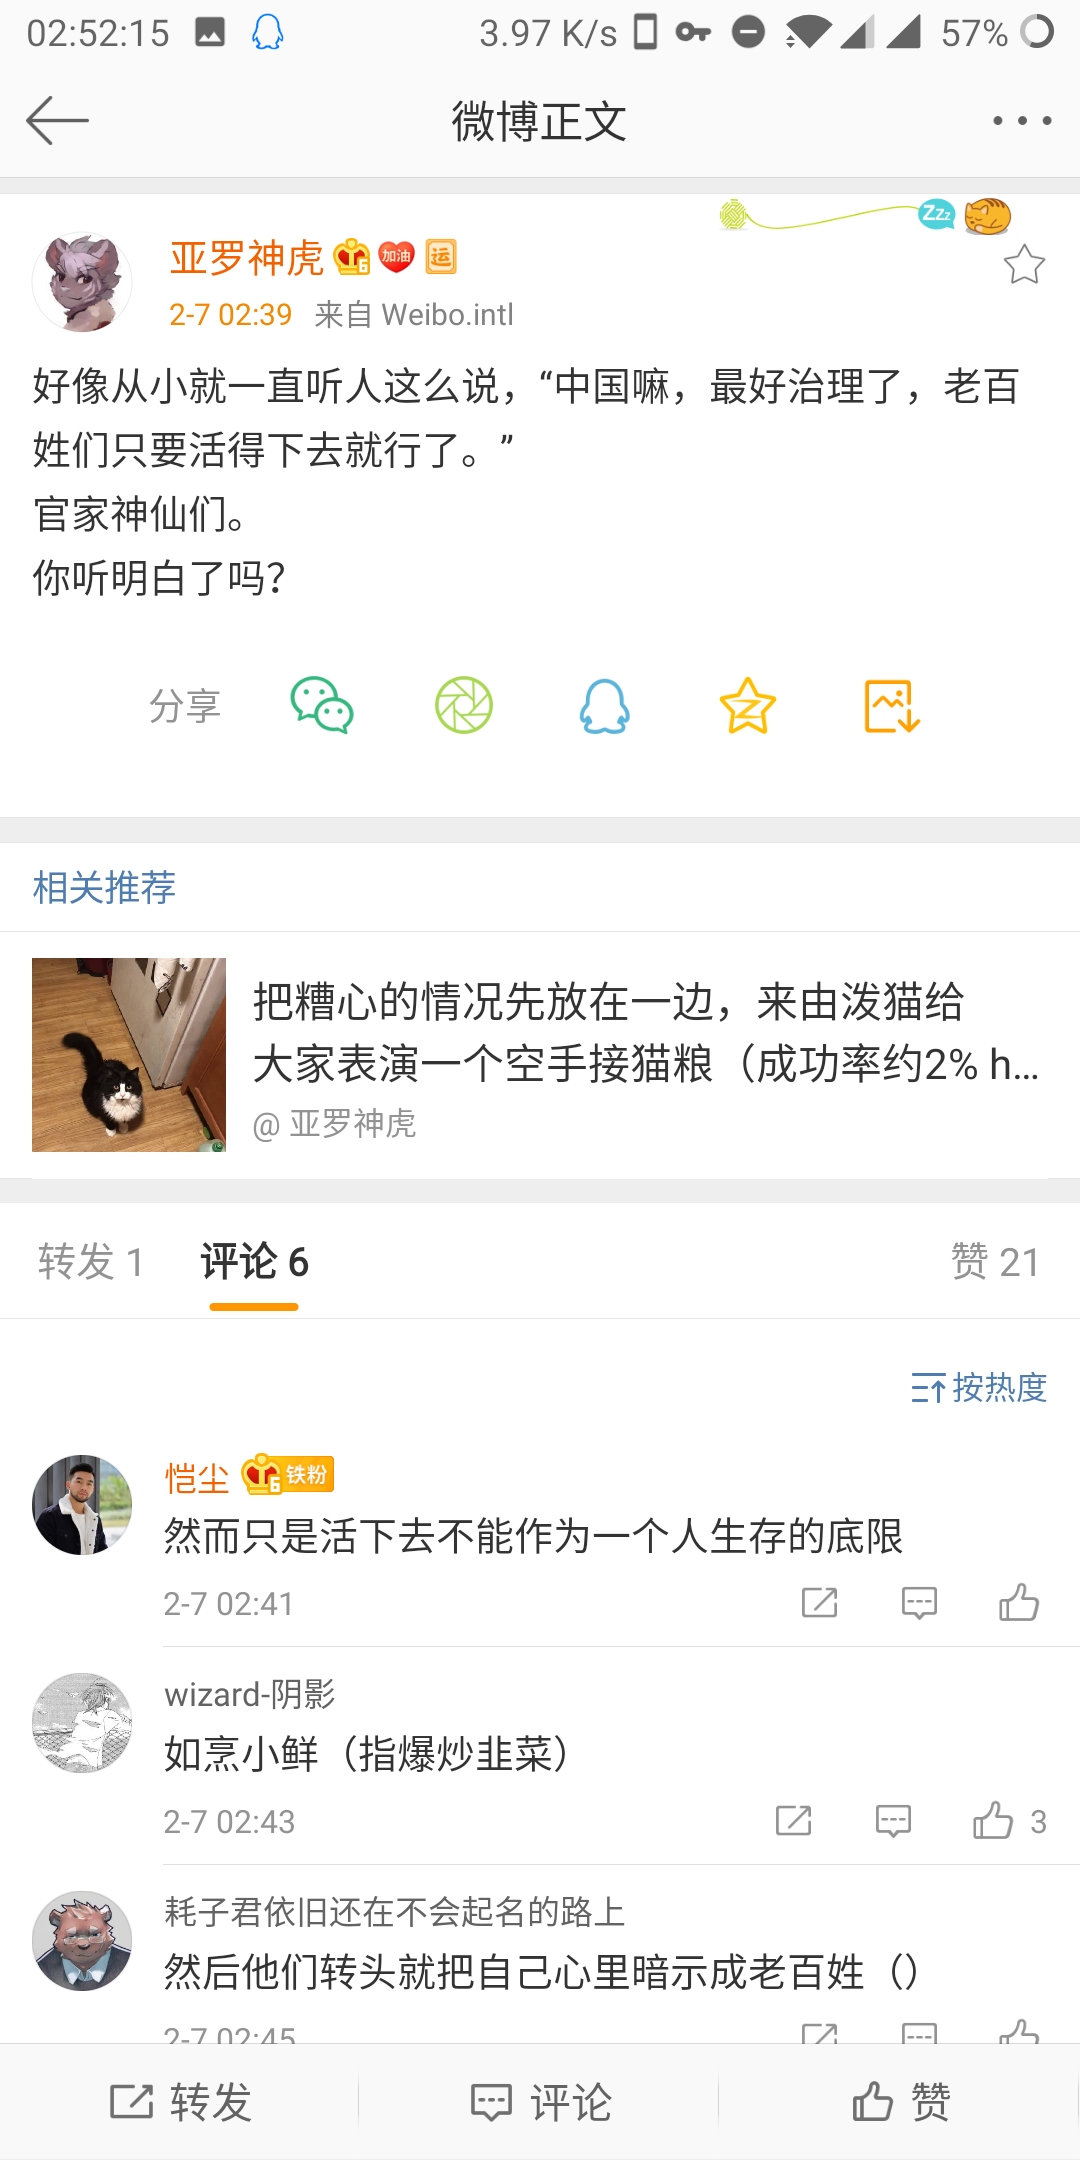 02:52:15 3.97 K/s 57%
微博正文
Zzz
亚罗神虎 6 加油 运
2-7 02:39 来自 Weibo.intl
好像从小就一直听人这么说，“中国嘛，最好治理了，老百
姓们只要活得下去就行了。”
官家神仙们。
你听明白了吗？
分享
相关推荐
把糟心的情况先放在一边，来由泼猫给
大家表演一个空手接猫粮（成功率约2% h...
@ 亚罗神虎
转发 1 评论 6 赞 21
按热度
恺尘 6 铁粉
然而只是活下去不能作为一个人生存的底限
2-7 02:41
wizard-阴影
如烹小鲜（指爆炒韭菜）
2-7 02:43 3
耗子君依旧还在不会起名的路上
然后他们转头就把自己心里暗示成老百姓（）
2-7 02:45
转发 评论 赞